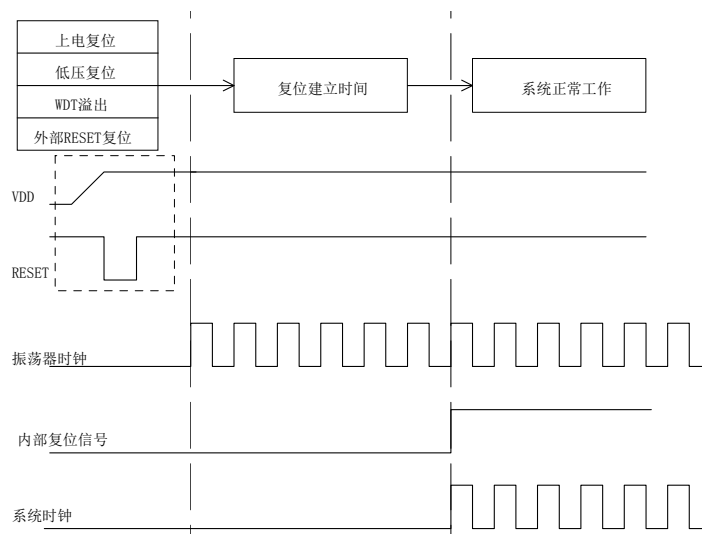 上电复位
低压复位
WDT溢出
外部RESET复位
复位建立时间
系统正常工作
VDD
RESET
振荡器时钟
内部复位信号
系统时钟